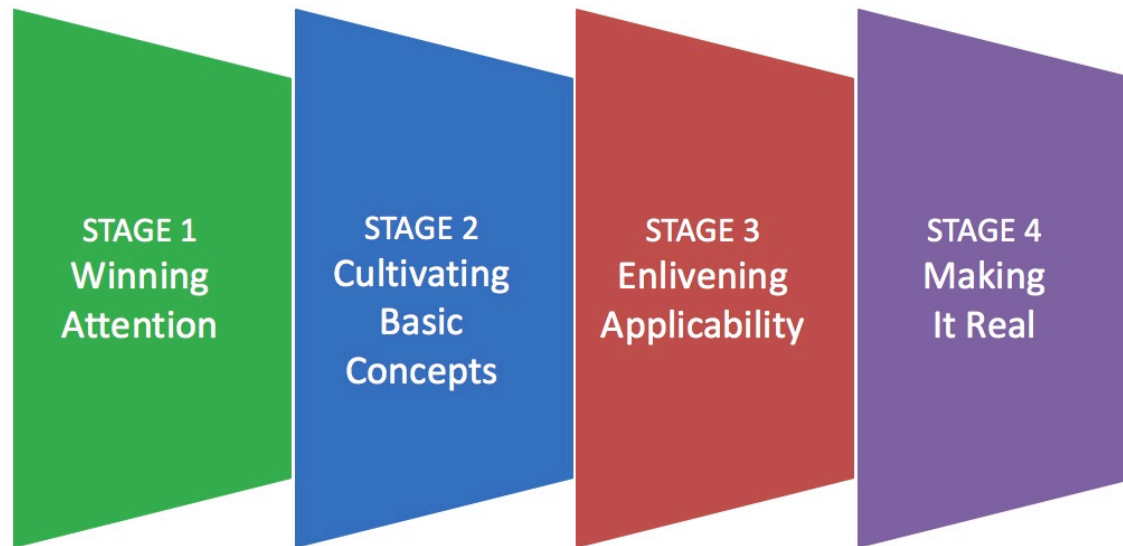 STAGE 1
Winning
Attention
STAGE 2
Cultivating
Basic
Concepts
STAGE 3
Enlivening
Applicability
STAGE 4
Making
It Real